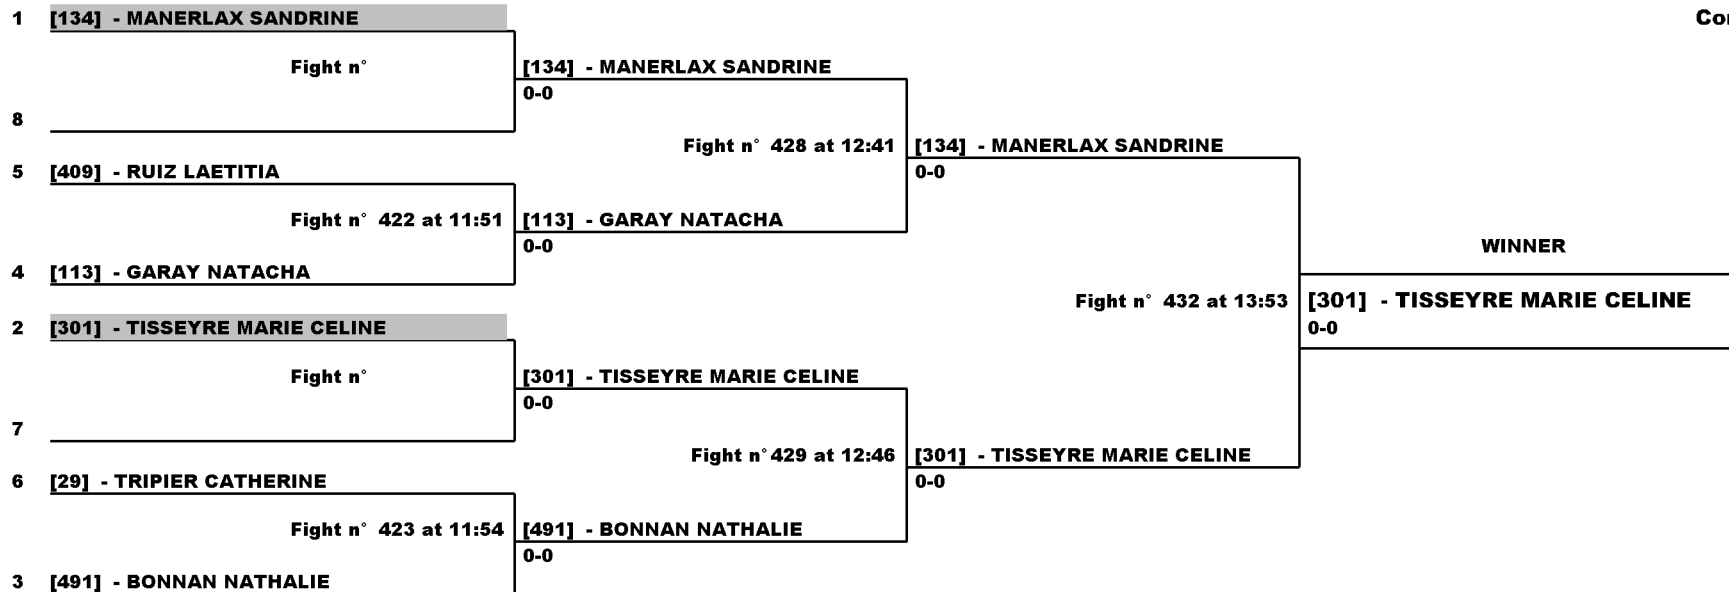 1 [134] - MANERLAX SANDRINE
Fight n°
[134] - MANERLAX SANDRINE
0-0
8
Fight n° 428 at 12:41
[134] - MANERLAX SANDRINE
0-0
5 [409] - RUIZ LAETITIA
Fight n° 422 at 11:51
[113] - GARAY NATACHA
0-0
4 [113] - GARAY NATACHA
WINNER
Fight n° 432 at 13:53
[301] - TISSEYRE MARIE CELINE
0-0
2 [301] - TISSEYRE MARIE CELINE
Fight n°
[301] - TISSEYRE MARIE CELINE
0-0
7
Fight n° 429 at 12:46
[301] - TISSEYRE MARIE CELINE
0-0
6 [29] - TRIPIER CATHERINE
Fight n° 423 at 11:54
[491] - BONNAN NATHALIE
0-0
3 [491] - BONNAN NATHALIE